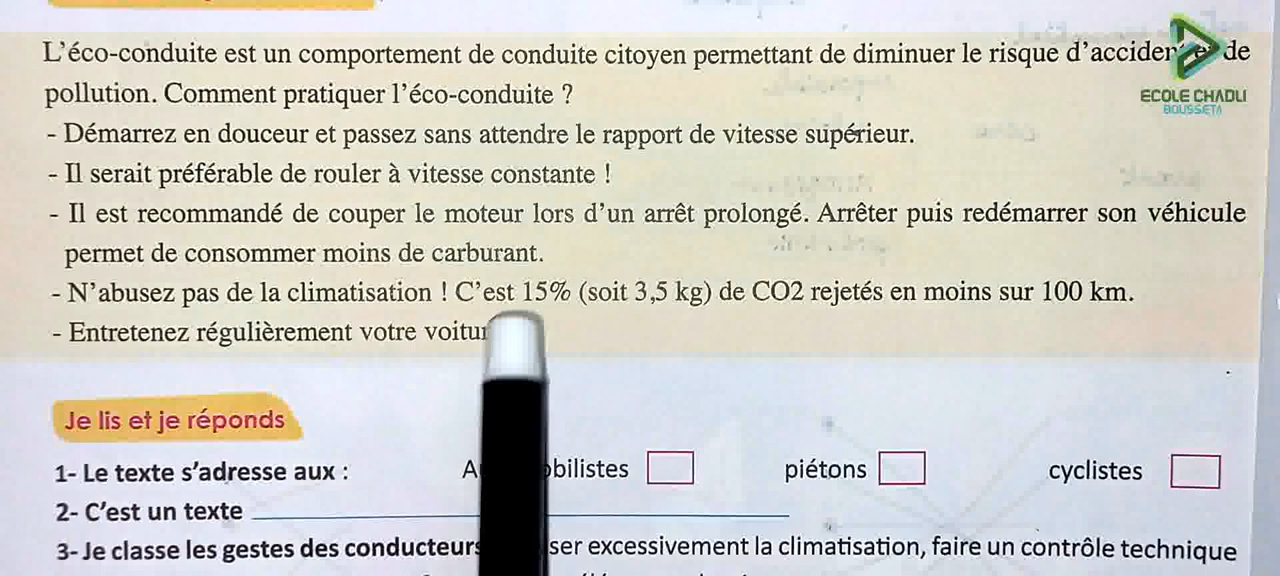 L'éco-conduite est un comportement de conduite citoyen permettant de diminuer le risque d'acciden de
pollution. Comment pratiquer l'éco-conduite ?
- Démarrez en douceur et passez sans attendre le rapport de vitesse supérieur.
- Il serait préférable de rouler à vitesse constante !
- Il est recommandé de couper le moteur lors d'un arrêt prolongé. Arrêter puis redémarrer son véhicule
permet de consommer moins de carburant.
- N'abusez pas de la climatisation ! C'est 15% (soit 3,5 kg) de CO2 rejetés en moins sur 100 km.
- Entretenez régulièrement votre voitu
ECOLE CHADLI
BOUSSETA
Je lis et je réponds
1- Le texte s'adresse aux : A bilistes piétons cyclistes
2- C'est un texte
3- Je classe les gestes des conducteurs ser excessivement la climatisation, faire un contrôle technique